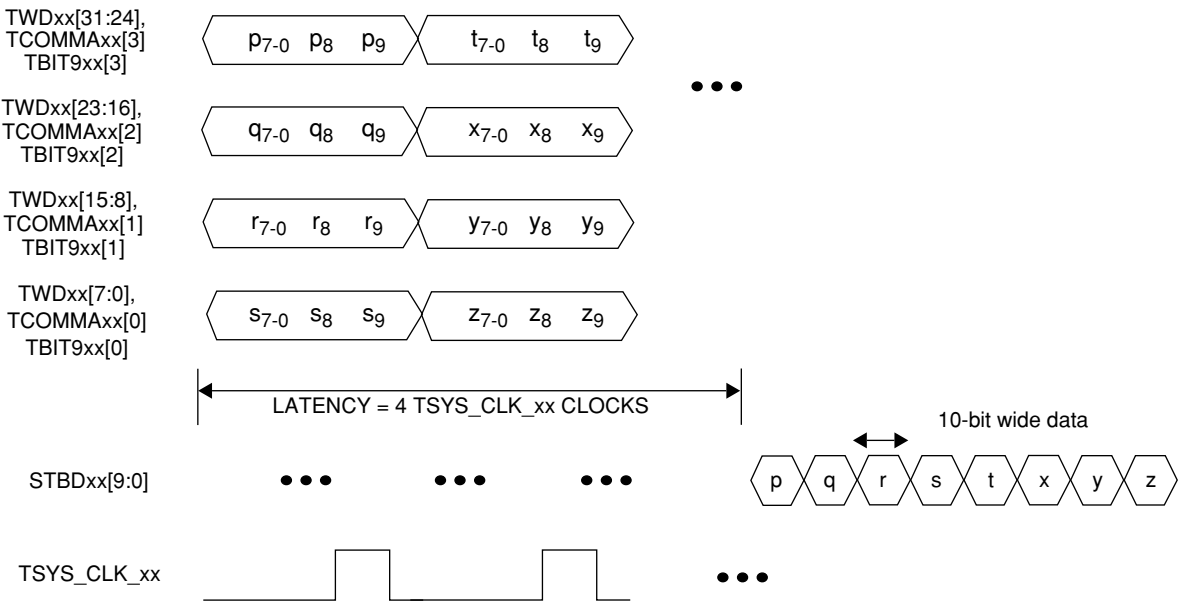 TWDxx[31:24],
TCOMMAxx[3]
TBIT9xx[3]
p7-0 p8 p9 t7-0 t8 t9
TWDxx[23:16],
TCOMMAxx[2]
TBIT9xx[2]
q7-0 q8 q9 x7-0 x8 x9
TWDxx[15:8],
TCOMMAxx[1]
TBIT9xx[1]
r7-0 r8 r9 y7-0 y8 y9
TWDxx[7:0],
TCOMMAxx[0]
TBIT9xx[0]
s7-0 s8 s9 z7-0 z8 z9
LATENCY = 4 TSYS_CLK_xx CLOCKS
10-bit wide data
STBDxx[9:0]
p q r s t x y z
TSYS_CLK_xx